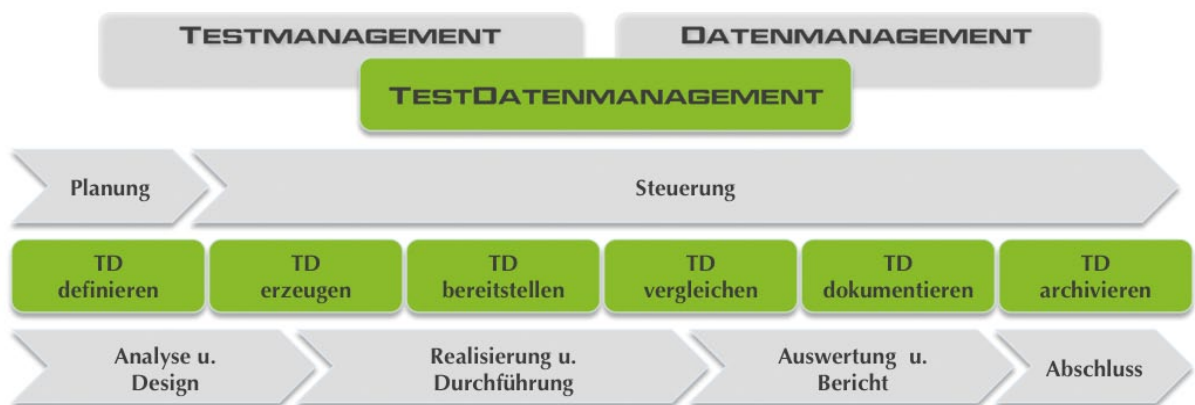 TESTMANAGEMENT
DATENMANAGEMENT
TESTDATENMANAGEMENT
Planung
Steuerung
TD
definieren
TD
erzeugen
TD
bereitstellen
TD
vergleichen
TD
dokumentieren
TD
archivieren
Analyse u.
Design
Realisierung u.
Durchführung
Auswertung u.
Bericht
Abschluss